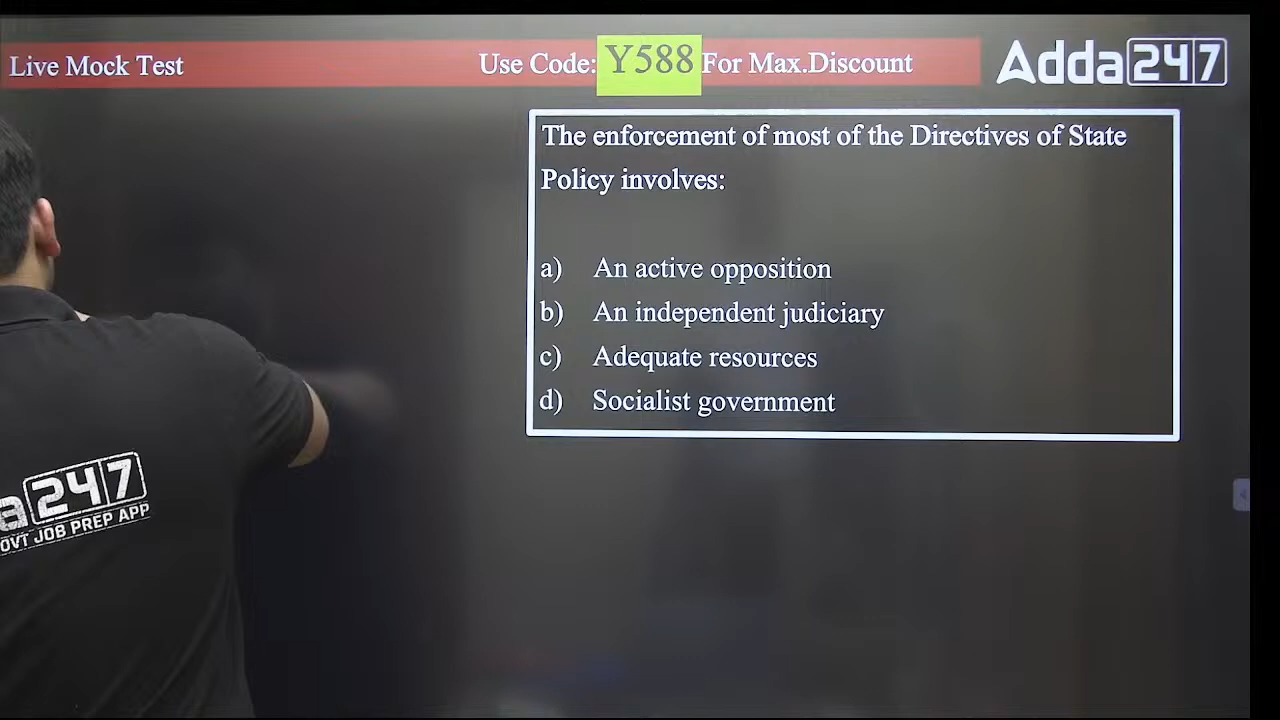 Live Mock Test
Use Code: Y588 For Max.Discount
Adda247
The enforcement of most of the Directives of State
Policy involves:
a) An active opposition
b) An independent judiciary
c) Adequate resources
d) Socialist government
a247
OVT JOB PREP APP